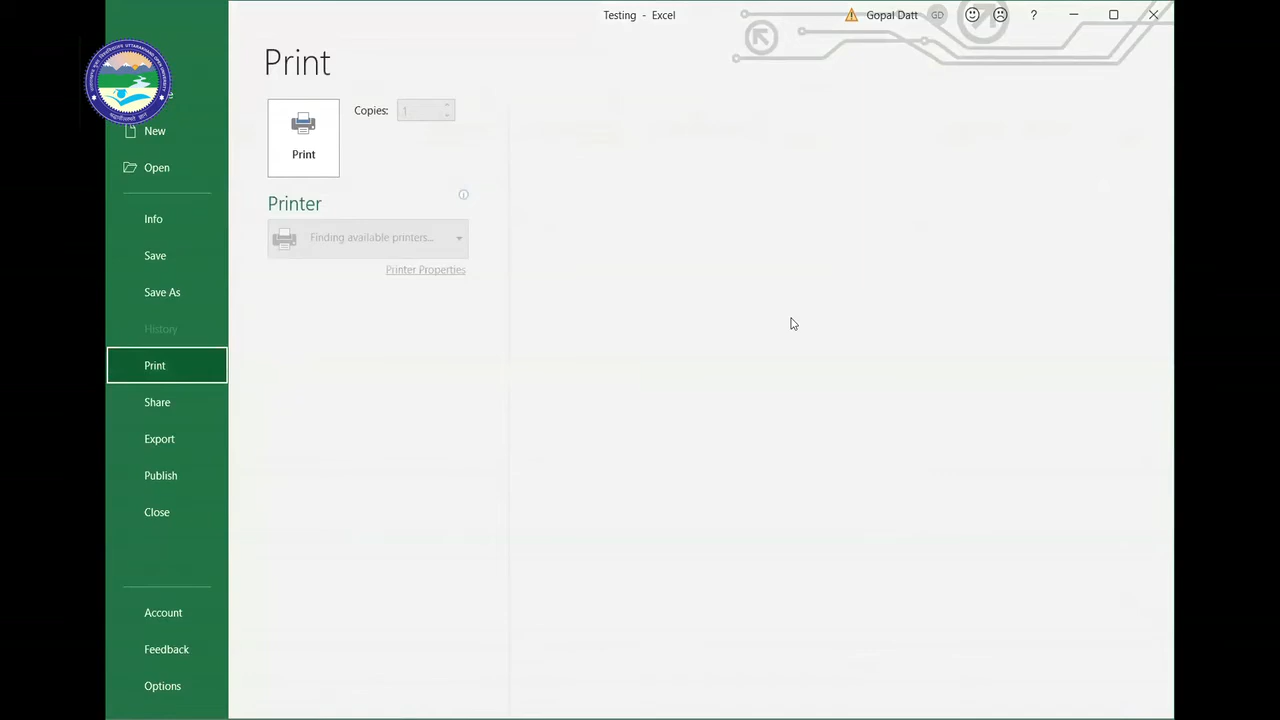 Testing - Excel
Gopal Datt
GD
?
Print
Copies: 1
Print
Printer
Finding available printers...
Printer Properties
New
Open
Info
Save
Save As
History
Print
Share
Export
Publish
Close
Account
Feedback
Options